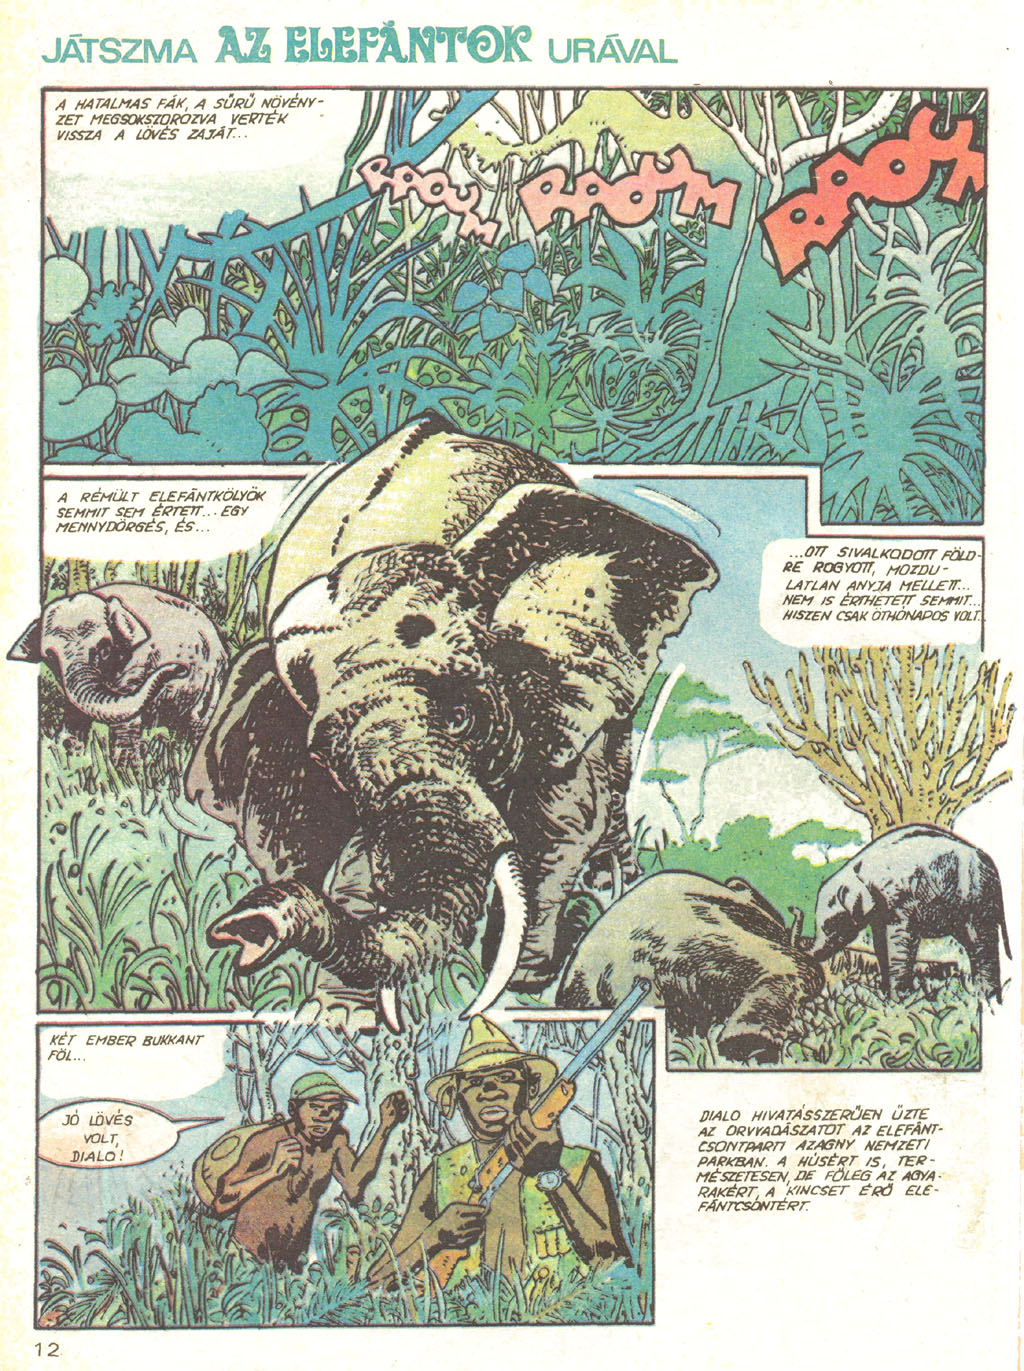 JÁTSZMA AZ ELEFÁNTOK URÁVAL
A HATALMAS FÁK, A SŰRŰ NÖVÉNY-
ZET MEGSOKSZOROZVA VERTÉK
VISSZA A LÖVÉS ZAJÁT...
RAOUM
RAOUM
RAOUM
A RÉMÜLT ELEFÁNTKÖLYÖK
SEMMIT SEM ÉRTETT... EGY
MENNYDÖRGÉS, ÉS...
...OTT SIVALKODOTT FÖLD-
RE ROGYOTT, MOZDU-
LATLAN ANYJA MELLETT...
NEM IS ÉRTHETETT SEMMIT...
HISZEN CSAK ÖTHÓNAPOS VOLT.
KÉT EMBER BUKKANT
FÖL...
JÓ LÖVÉS
VOLT,
DIALO!
DIALO HIVATÁSSZERŰEN ŰZTE
AZ ORVVADÁSZATOT AZ ELEFÁNT-
CSONTPARTI AZAGNY NEMZETI
PARKBAN. A HÚSÉRT IS, TER-
MÉSZETESEN, DE FŐLEG AZ AGYA-
RAKÉRT, A KINCSET ÉRŐ ELE-
FÁNTCSONTÉRT.
12